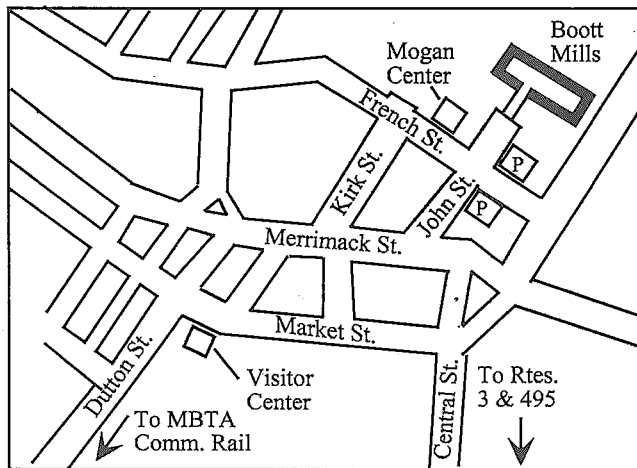 Boott
Mills
Mogan
Center
French St.
P
Kirk St.
John St.
P
Merrimack St.
Market St.
Dutton St.
Visitor
Center
Central St.
To Rtes.
3 & 495
To MBTA
Comm. Rail